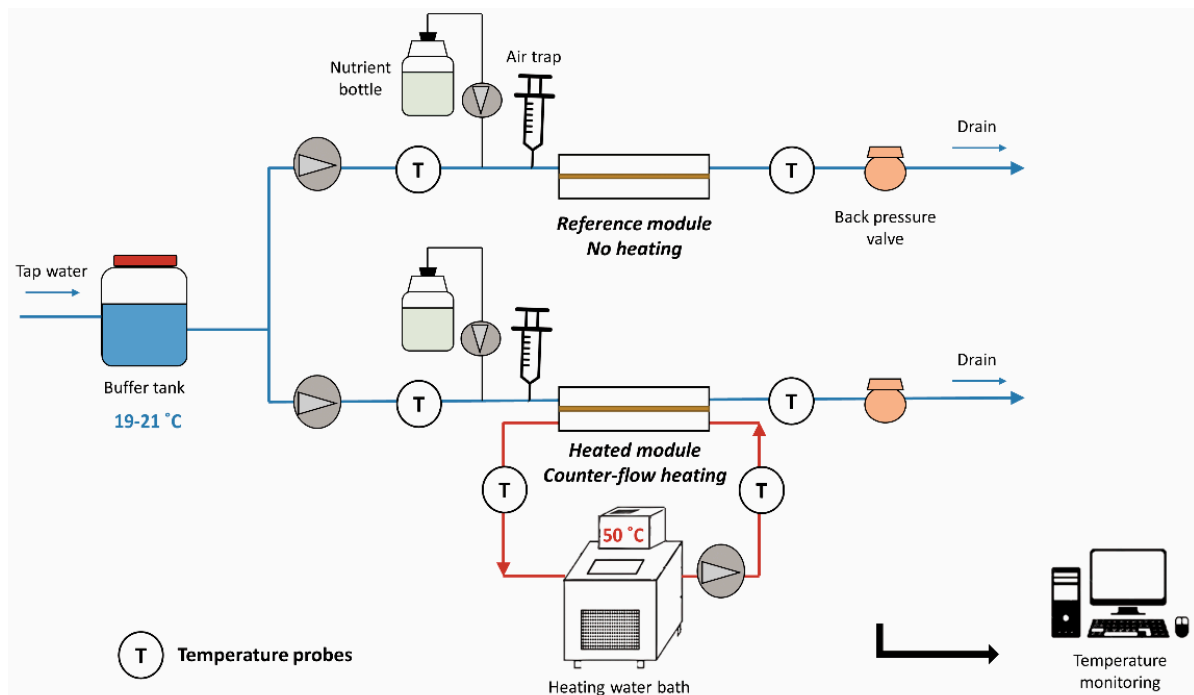 Nutrient
bottle
Air trap
Drain
T
T
Reference module
No heating
Back pressure
valve
Tap water
Buffer tank
19-21 ˚C
Drain
T
T
Heated module
Counter-flow heating
T
T
50 ˚C
T
Temperature probes
Heating water bath
Temperature
monitoring